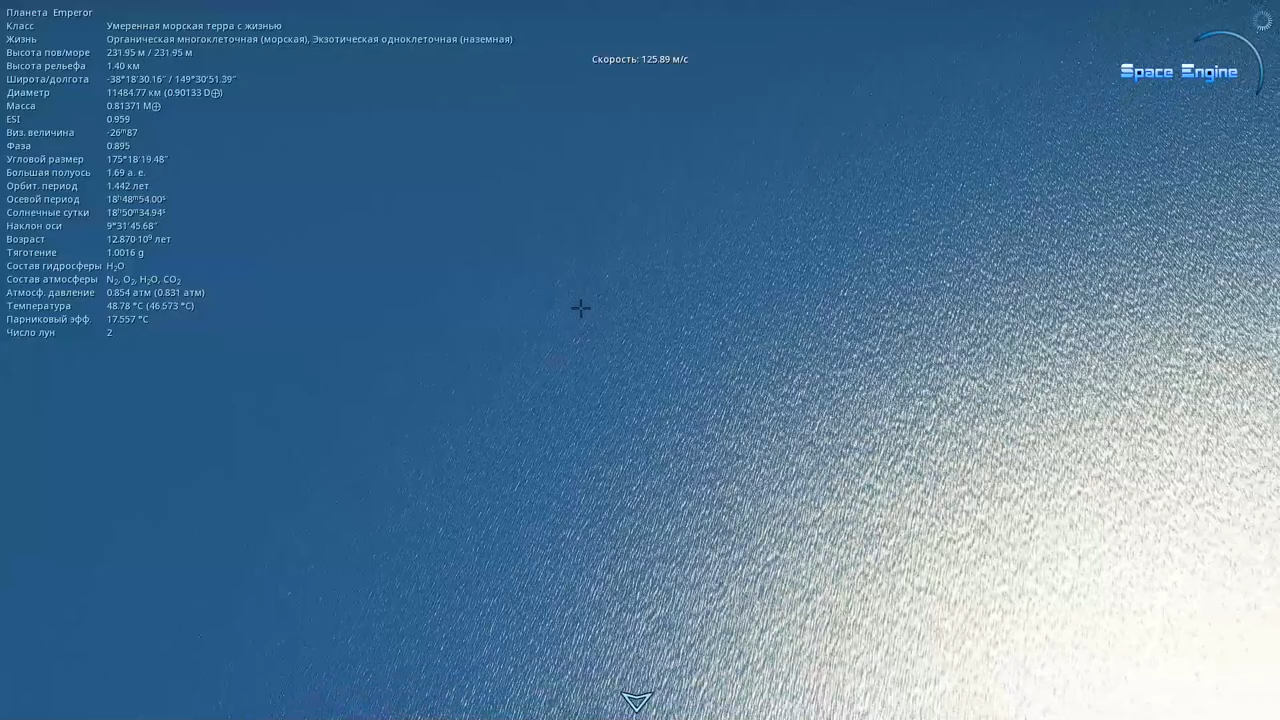 Планета Emperor
Класс Умеренная морская терра с жизнью
Жизнь Органическая многоклеточная (морская), Экзотическая одноклеточная (наземная)
Высота пов/море 231.95 м / 231.95 м
Высота рельефа 1.40 км
Широта/долгота -38°18'30.16" / 149°30'51.39"
Диаметр 11484.77 км (0.90133 D⊕)
Масса 0.81371 M⊕
ESI 0.959
Виз. величина -26ᵐ87
Фаза 0.895
Угловой размер 175°18'19.48"
Большая полуось 1.69 а. е.
Орбит. период 1.442 лет
Осевой период 18ʰ48ᵐ54.00ˢ
Солнечные сутки 18ʰ50ᵐ34.94ˢ
Наклон оси 9°31'45.68"
Возраст 12.870·10⁹ лет
Тяготение 1.0016 g
Состав гидросферы H₂O
Состав атмосферы N₂, O₂, H₂O, CO₂
Атмосф. давление 0.854 атм (0.831 атм)
Температура 48.78 °C (46.573 °C)
Парниковый эфф. 17.557 °C
Число лун 2
Скорость: 125.89 м/с
Space Engine